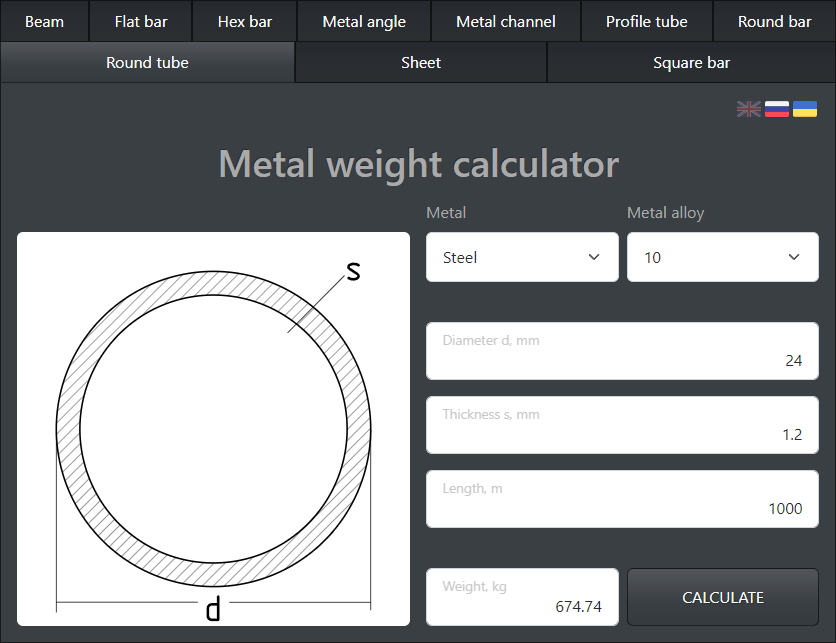 Beam Flat bar Hex bar Metal angle Metal channel Profile tube Round bar
Round tube Sheet Square bar
Metal weight calculator
Metal Metal alloy
Steel 10
s
d
Diameter d, mm
24
Thickness s, mm
1.2
Length, m
1000
Weight, kg
674.74
CALCULATE